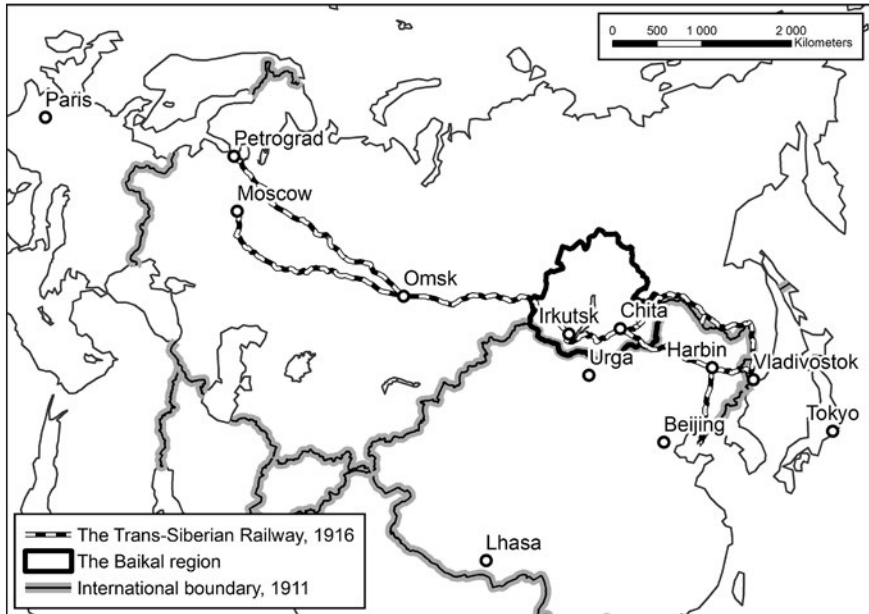 0 500 1 000 2 000
Kilometers
Paris
Petrograd
Moscow
Omsk
Irkutsk
Chita
Urga
Harbin
Vladivostok
Beijing
Tokyo
Lhasa
The Trans-Siberian Railway, 1916
The Baikal region
International boundary, 1911